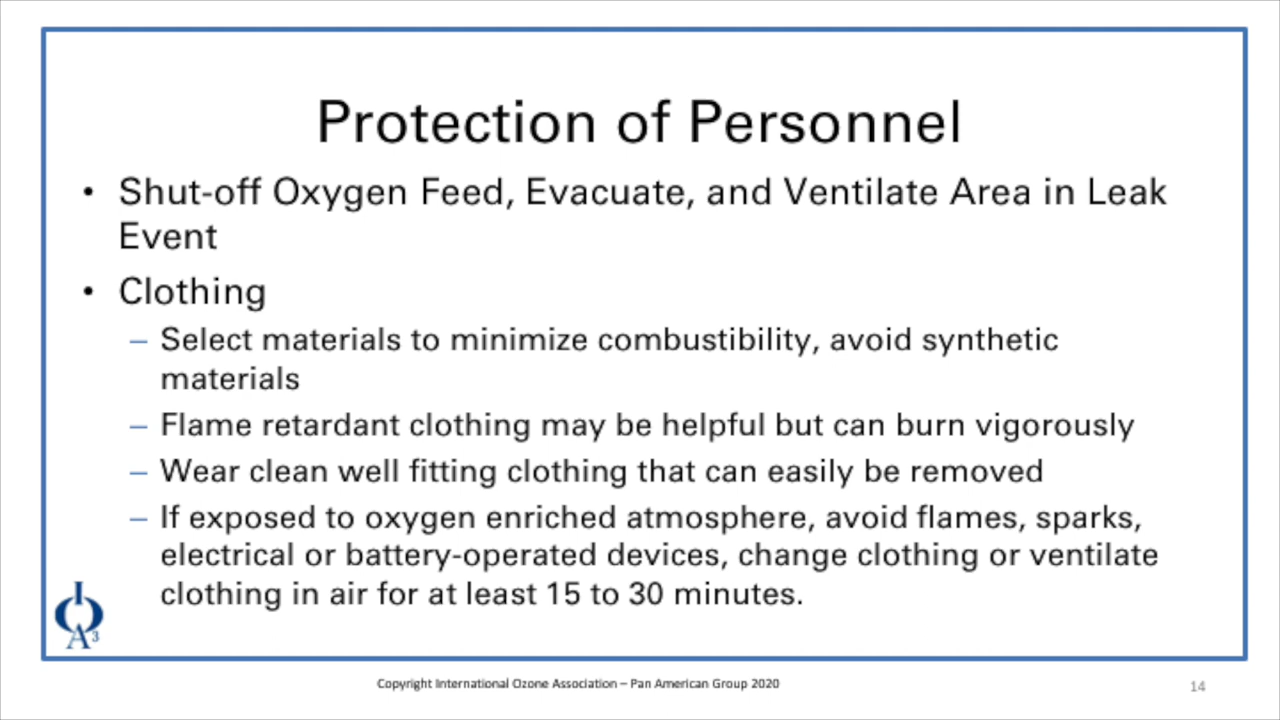 Protection of Personnel
• Shut-off Oxygen Feed, Evacuate, and Ventilate Area in Leak
Event
• Clothing
– Select materials to minimize combustibility, avoid synthetic
materials
– Flame retardant clothing may be helpful but can burn vigorously
– Wear clean well fitting clothing that can easily be removed
– If exposed to oxygen enriched atmosphere, avoid flames, sparks,
electrical or battery-operated devices, change clothing or ventilate
clothing in air for at least 15 to 30 minutes.
I
O
A3
Copyright International Ozone Association – Pan American Group 2020
14